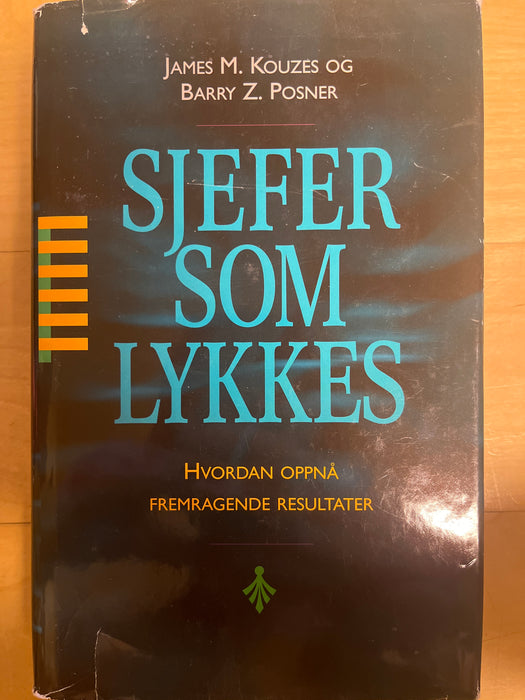 James M. Kouzes og
Barry Z. Posner
SJEFER
SOM
LYKKES
Hvordan oppnå
fremragende resultater